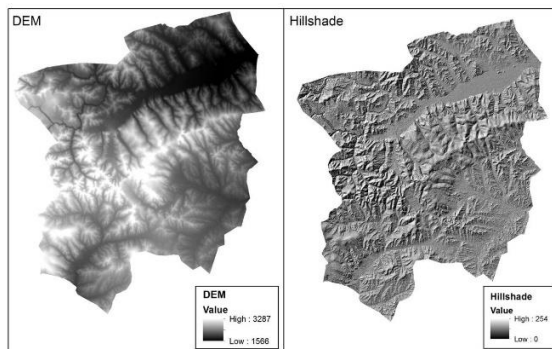 DEM
Hillshade
DEM
Value
High : 3287
Low : 1566
Hillshade
Value
High : 254
Low : 0